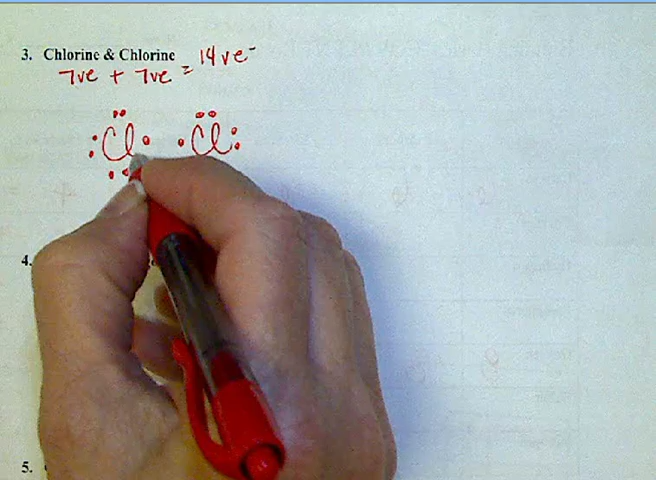 3. Chlorine & Chlorine
7ve + 7ve = 14ve⁻
Cl Cl
4.
5.